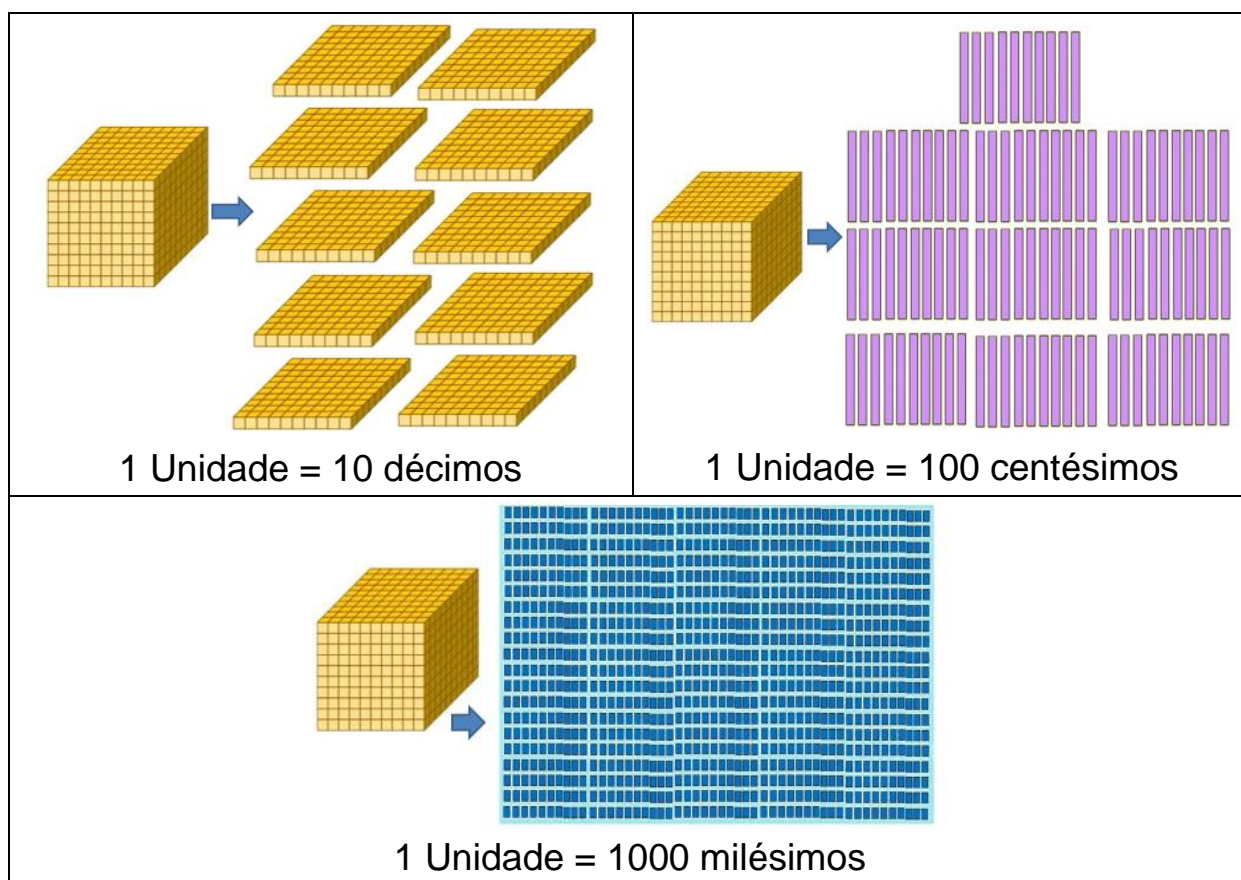 1 Unidade = 10 décimos
1 Unidade = 100 centésimos
1 Unidade = 1000 milésimos